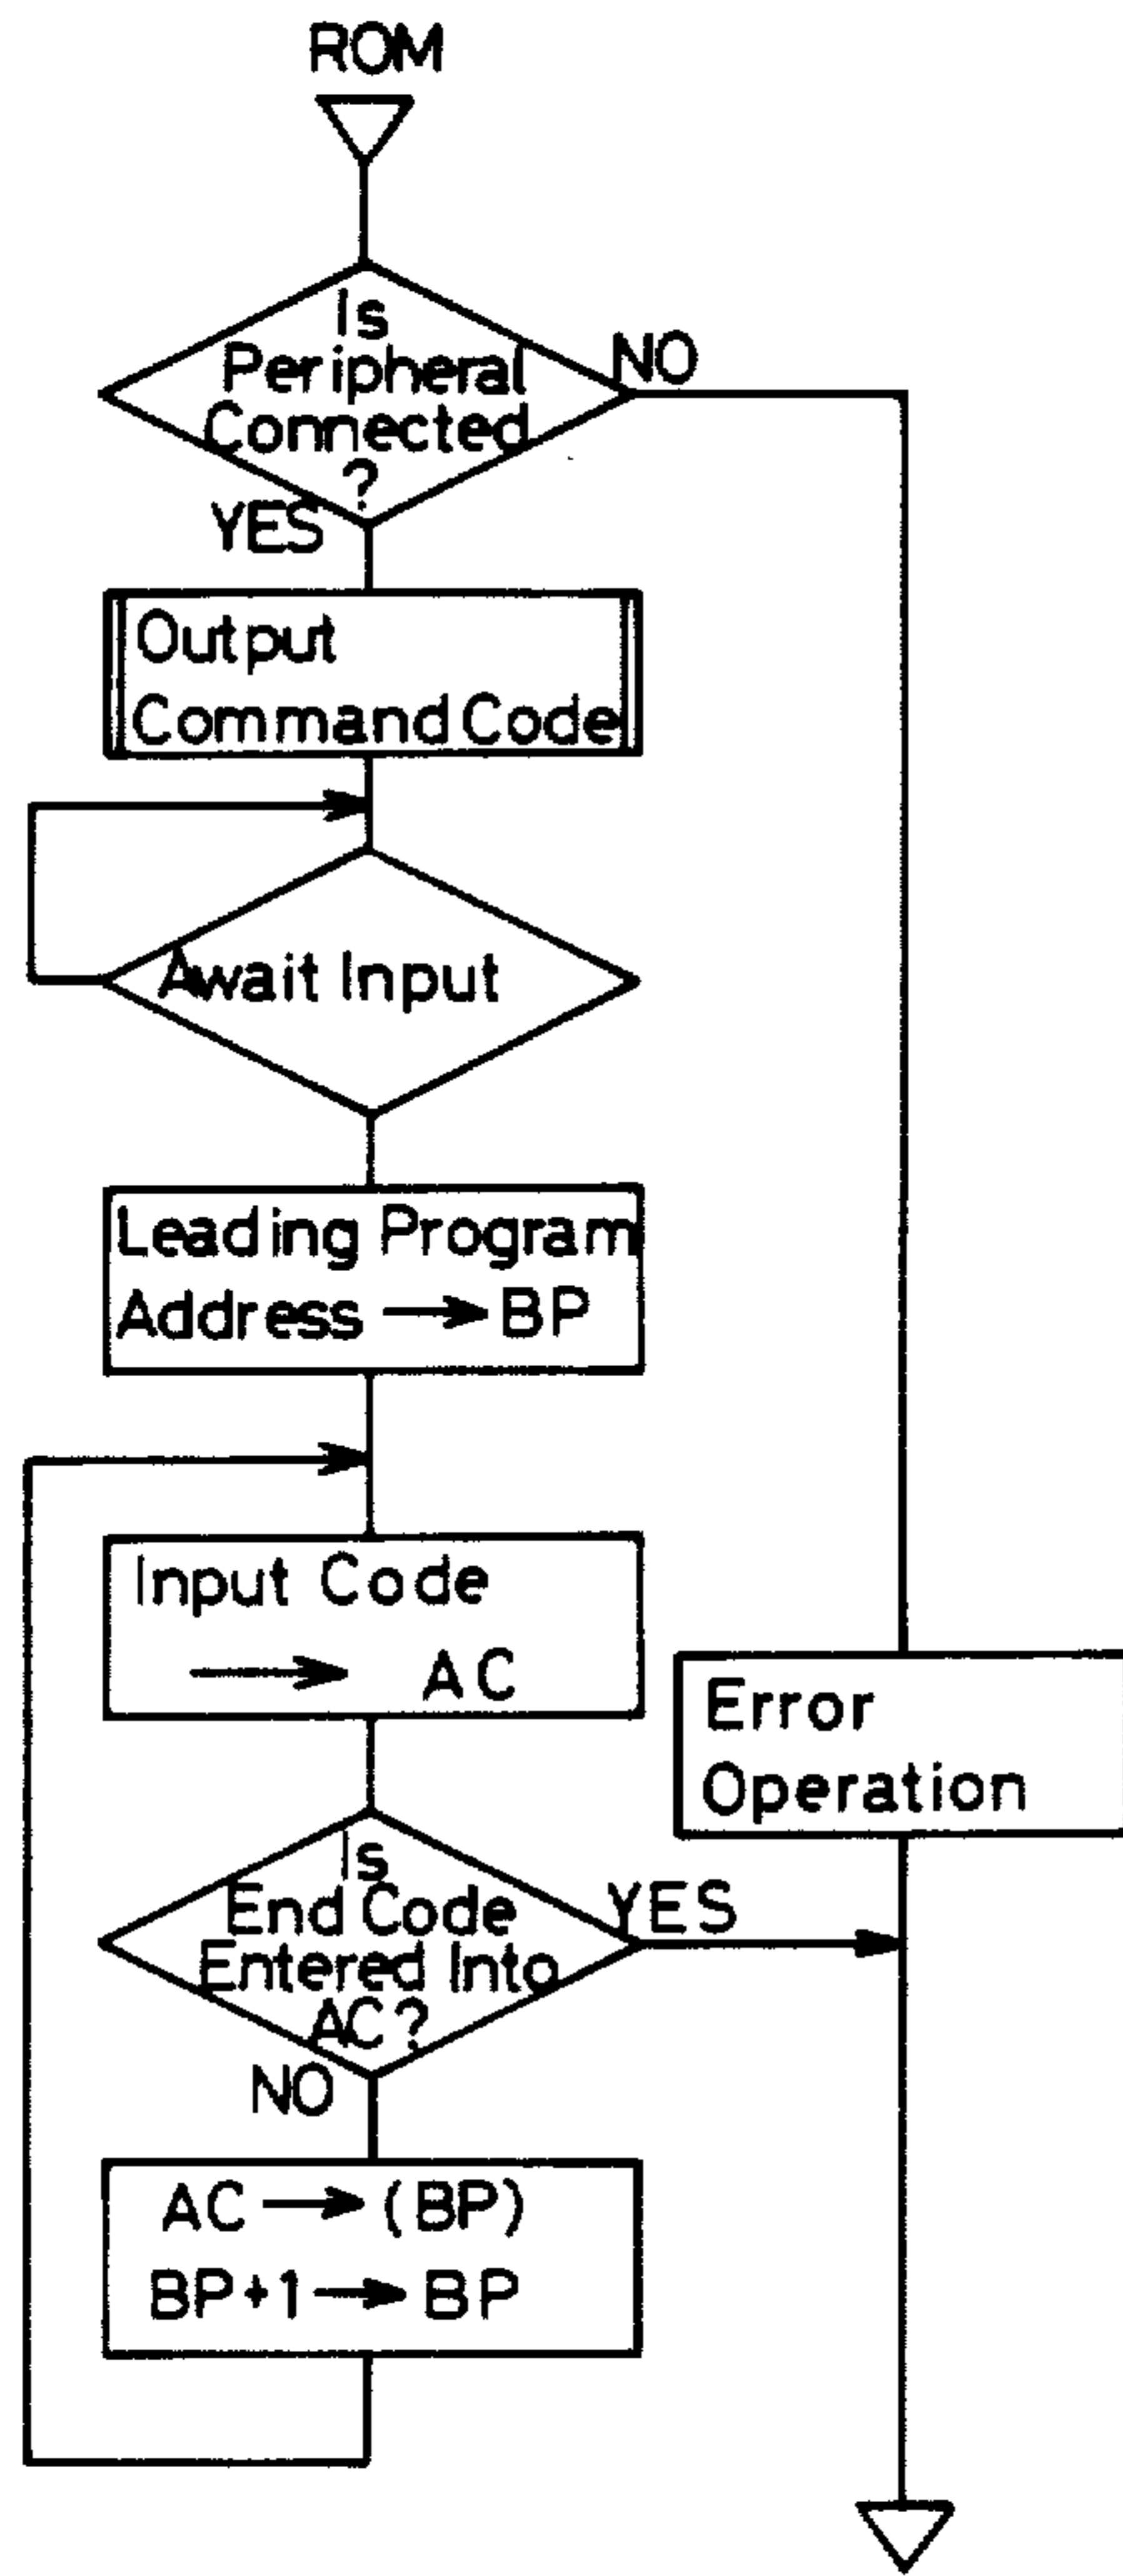 ROM
Is
Peripheral
Connected
?
NO
YES
Output
Command Code
Await Input
Leading Program
Address → BP
Input Code
→ AC
Error
Operation
Is
End Code
Entered Into
AC?
YES
NO
AC → (BP)
BP+1 → BP